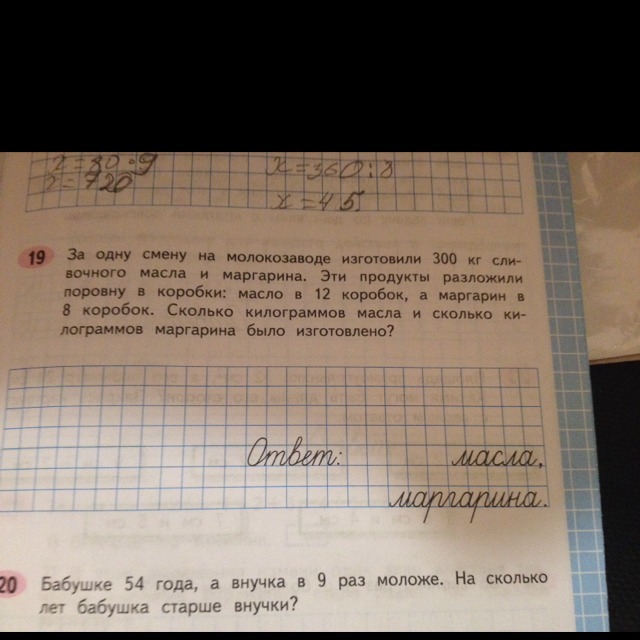 x = 80 · 9
x = 720
x = 360 : 8
x = 45
19 За одну смену на молокозаводе изготовили 300 кг сли-
вочного масла и маргарина. Эти продукты разложили
поровну в коробки: масло в 12 коробок, а маргарин в
8 коробок. Сколько килограммов масла и сколько ки-
лограммов маргарина было изготовлено?
Ответ: масла,
маргарина.
20 Бабушке 54 года, а внучка в 9 раз моложе. На сколько
лет бабушка старше внучки?